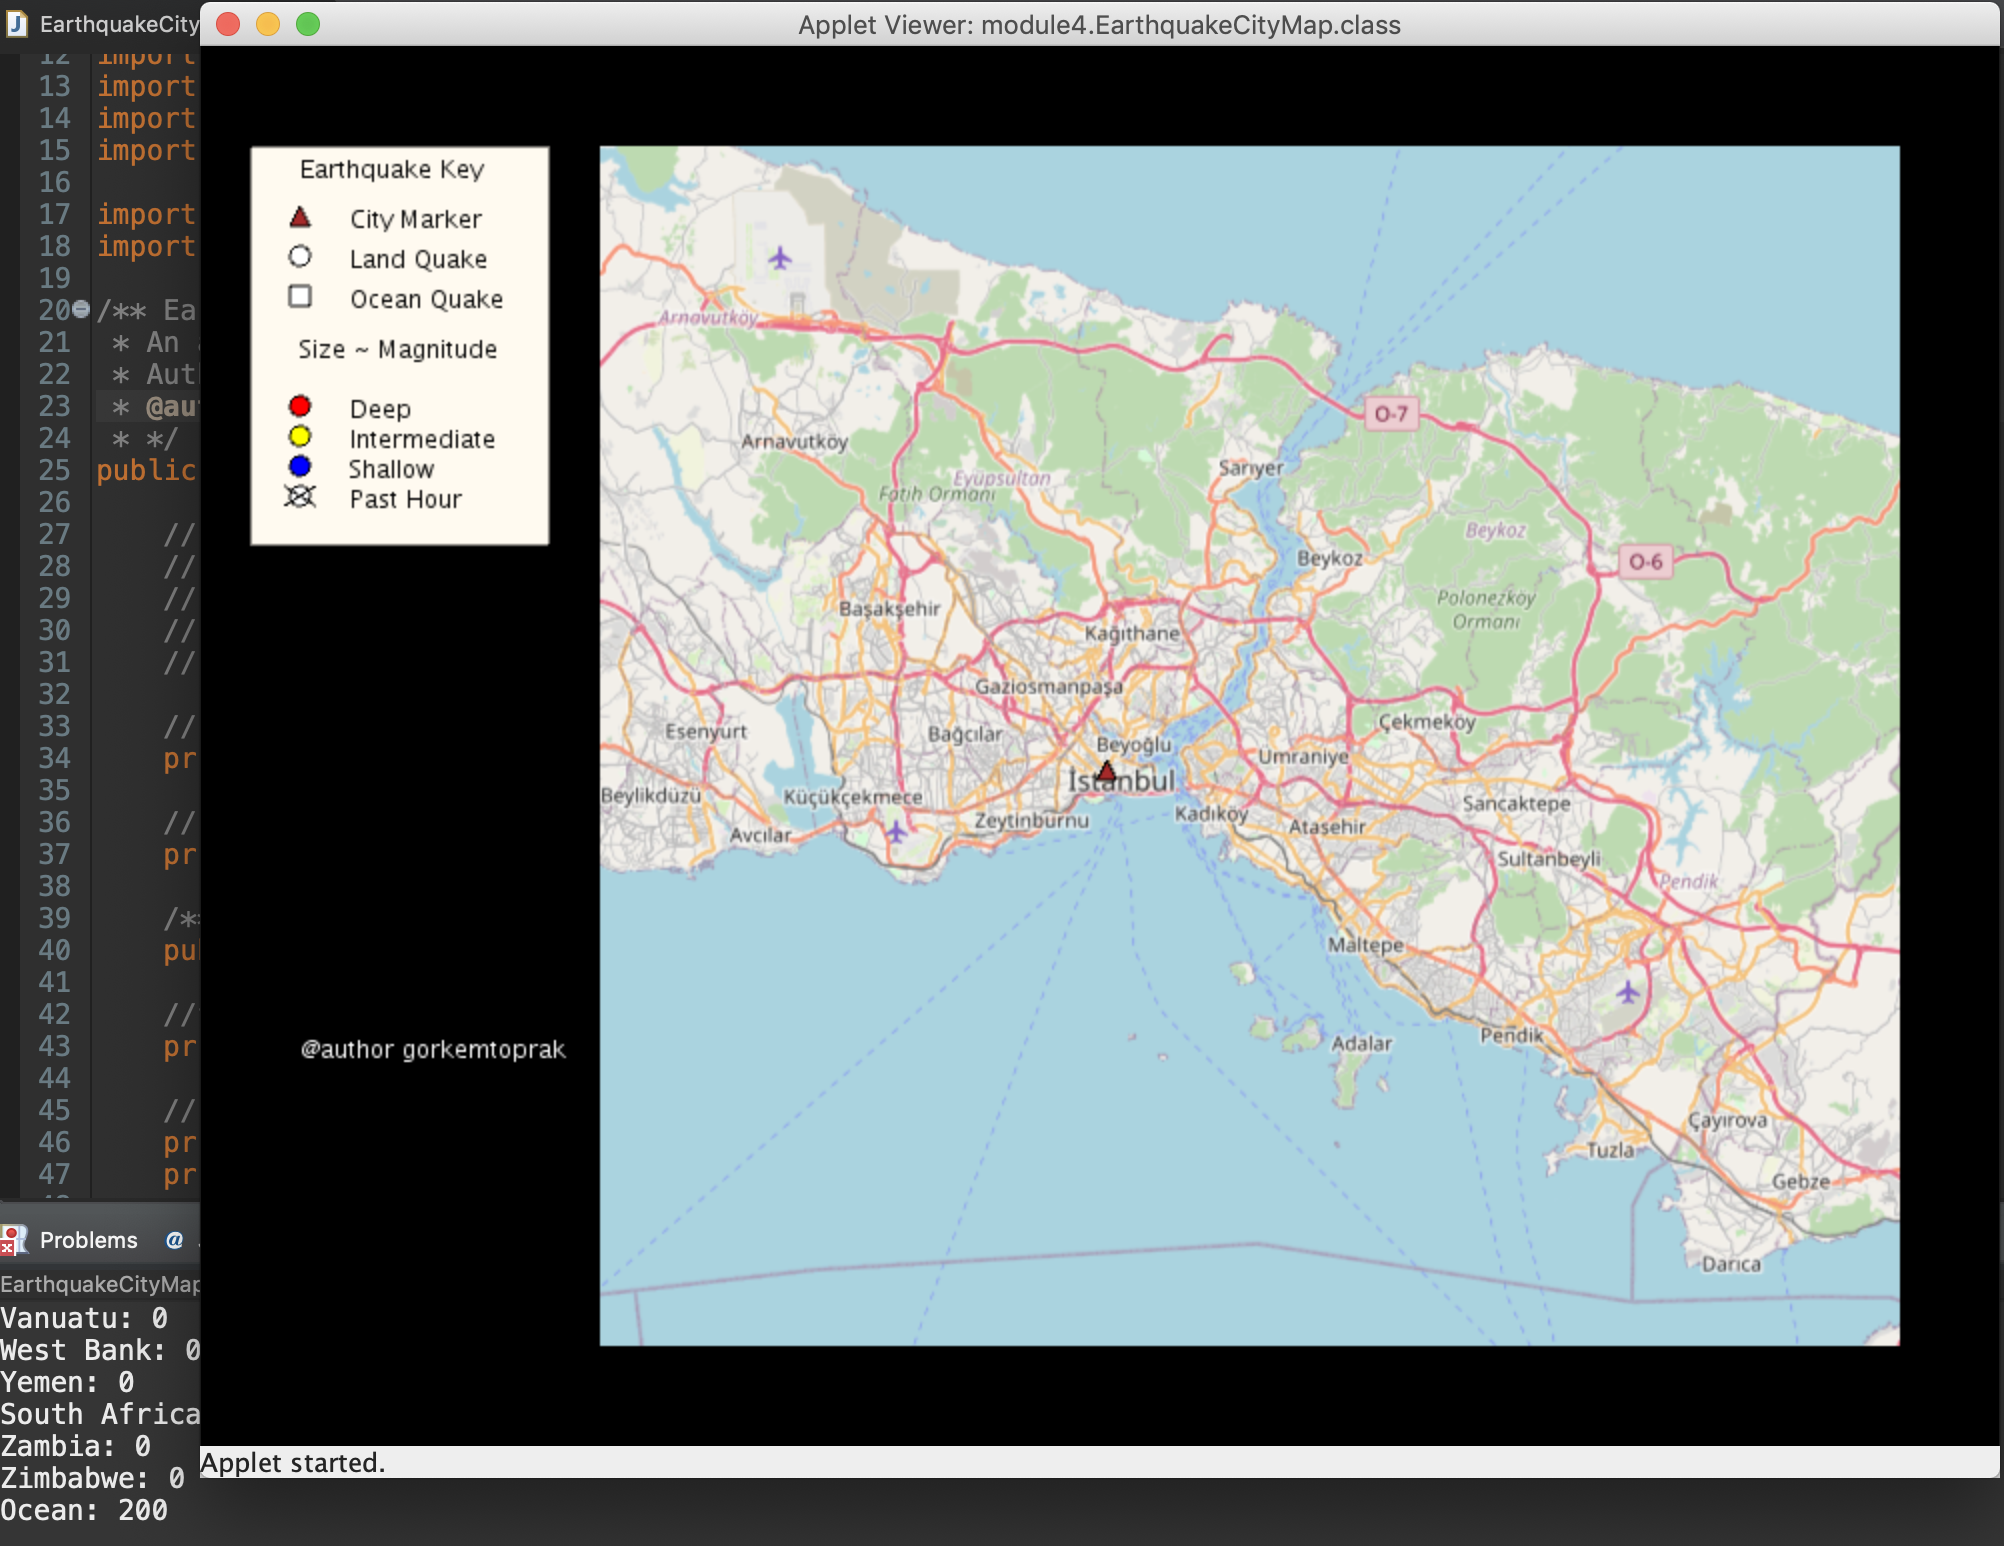 EarthquakeCity
Applet Viewer: module4.EarthquakeCityMap.class
12 import
13 import
14 import
15 import
16
17 import
18 import
19
20 /** Ea
21 * An
22 * Aut
23 * @au
24 * */
25 public
26
27 //
28 //
29 //
30 //
31 //
32
33 //
34 pr
35
36 //
37 pr
38
39 /*
40 pu
41
42 //
43 pr
44
45 //
46 pr
47 pr
Problems @
EarthquakeCityMap
Vanuatu: 0
West Bank: 0
Yemen: 0
South Africa
Zambia: 0
Zimbabwe: 0
Ocean: 200
Earthquake Key
City Marker
Land Quake
Ocean Quake
Size ~ Magnitude
Deep
Intermediate
Shallow
Past Hour
@author gorkemtoprak
Arnavutköy
O-7
Arnavutköy
Sarıyer
Eyüpsultan
Fatih Ormanı
Beykoz
Beykoz
O-6
Polonezköy
Ormanı
Başakşehir
Kağıthane
Gaziosmanpaşa
Çekmeköy
Esenyurt
Bağcılar
Beyoğlu
Ümraniye
İstanbul
Beylikdüzü
Küçükçekmece
Sancaktepe
Zeytinburnu
Kadıköy
Ataşehir
Avcılar
Sultanbeyli
Pendik
Maltepe
Pendik
Adalar
Çayırova
Tuzla
Gebze
Darıca
Applet started.